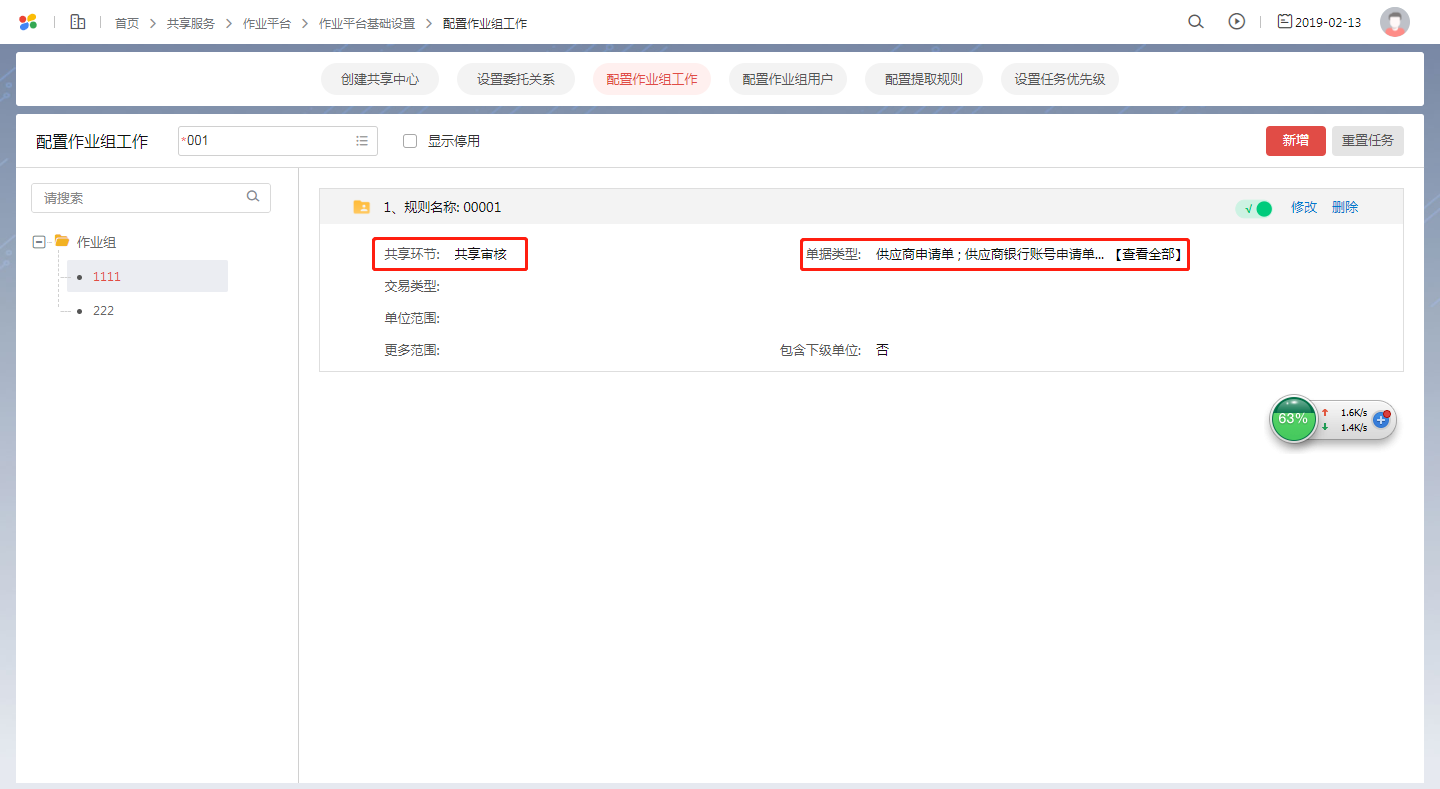 首页 > 共享服务 > 作业平台 > 作业平台基础设置 > 配置作业组工作
2019-02-13
创建共享中心 设置委托关系 配置作业组工作 配置作业组用户 配置提取规则 设置任务优先级
配置作业组工作 *001 显示停用 新增 重置任务
请搜索
作业组
1111
222
1、规则名称: 00001 √ 修改 删除
共享环节: 共享审核 单据类型: 供应商申请单 ; 供应商银行账号申请单... 【查看全部】
交易类型:
单位范围:
更多范围: 包含下级单位: 否
63% 1.6K/s
1.4K/s